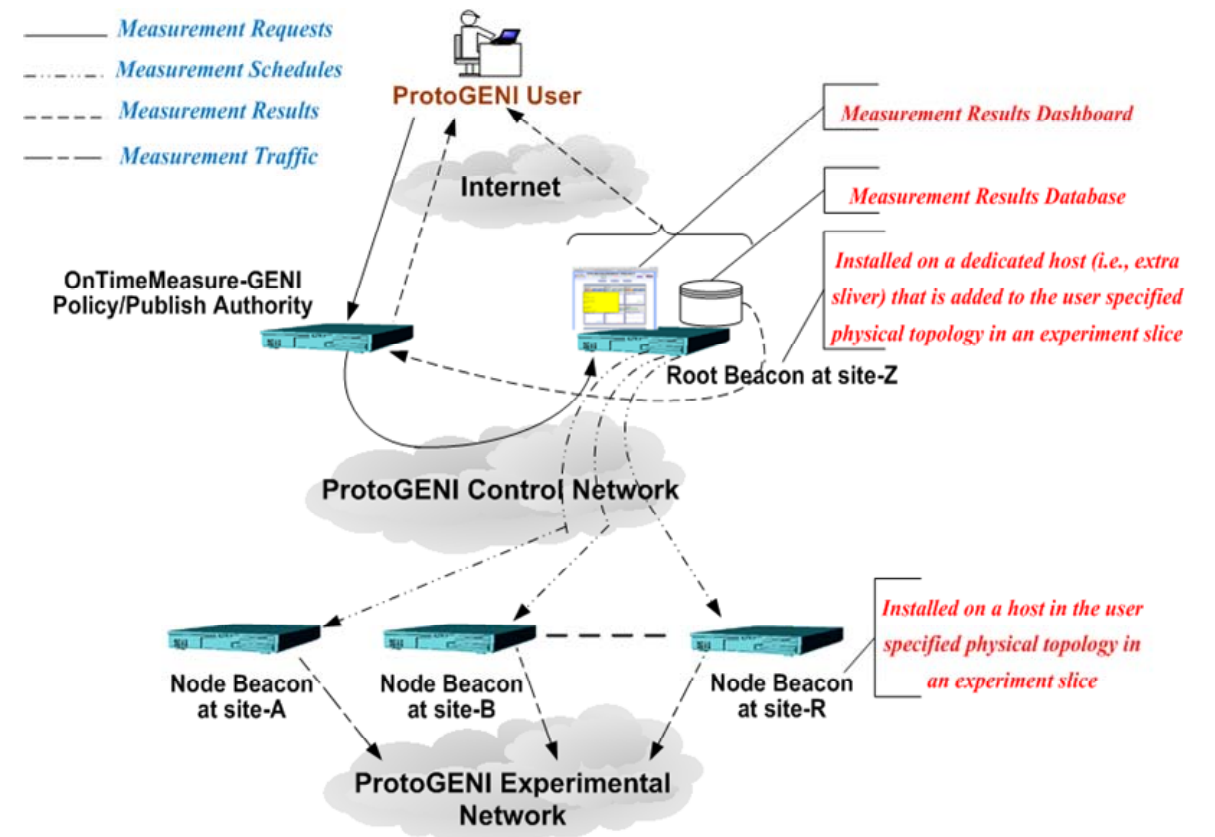 Measurement Requests
Measurement Schedules
Measurement Results
Measurement Traffic
ProtoGENI User
Internet
Measurement Results Dashboard
Measurement Results Database
OnTimeMeasure-GENI
Policy/Publish Authority
Installed on a dedicated host (i.e., extra
sliver) that is added to the user specified
physical topology in an experiment slice
Root Beacon at site-Z
ProtoGENI Control Network
Node Beacon
at site-A
Node Beacon
at site-B
Node Beacon
at site-R
Installed on a host in the user
specified physical topology in
an experiment slice
ProtoGENI Experimental
Network